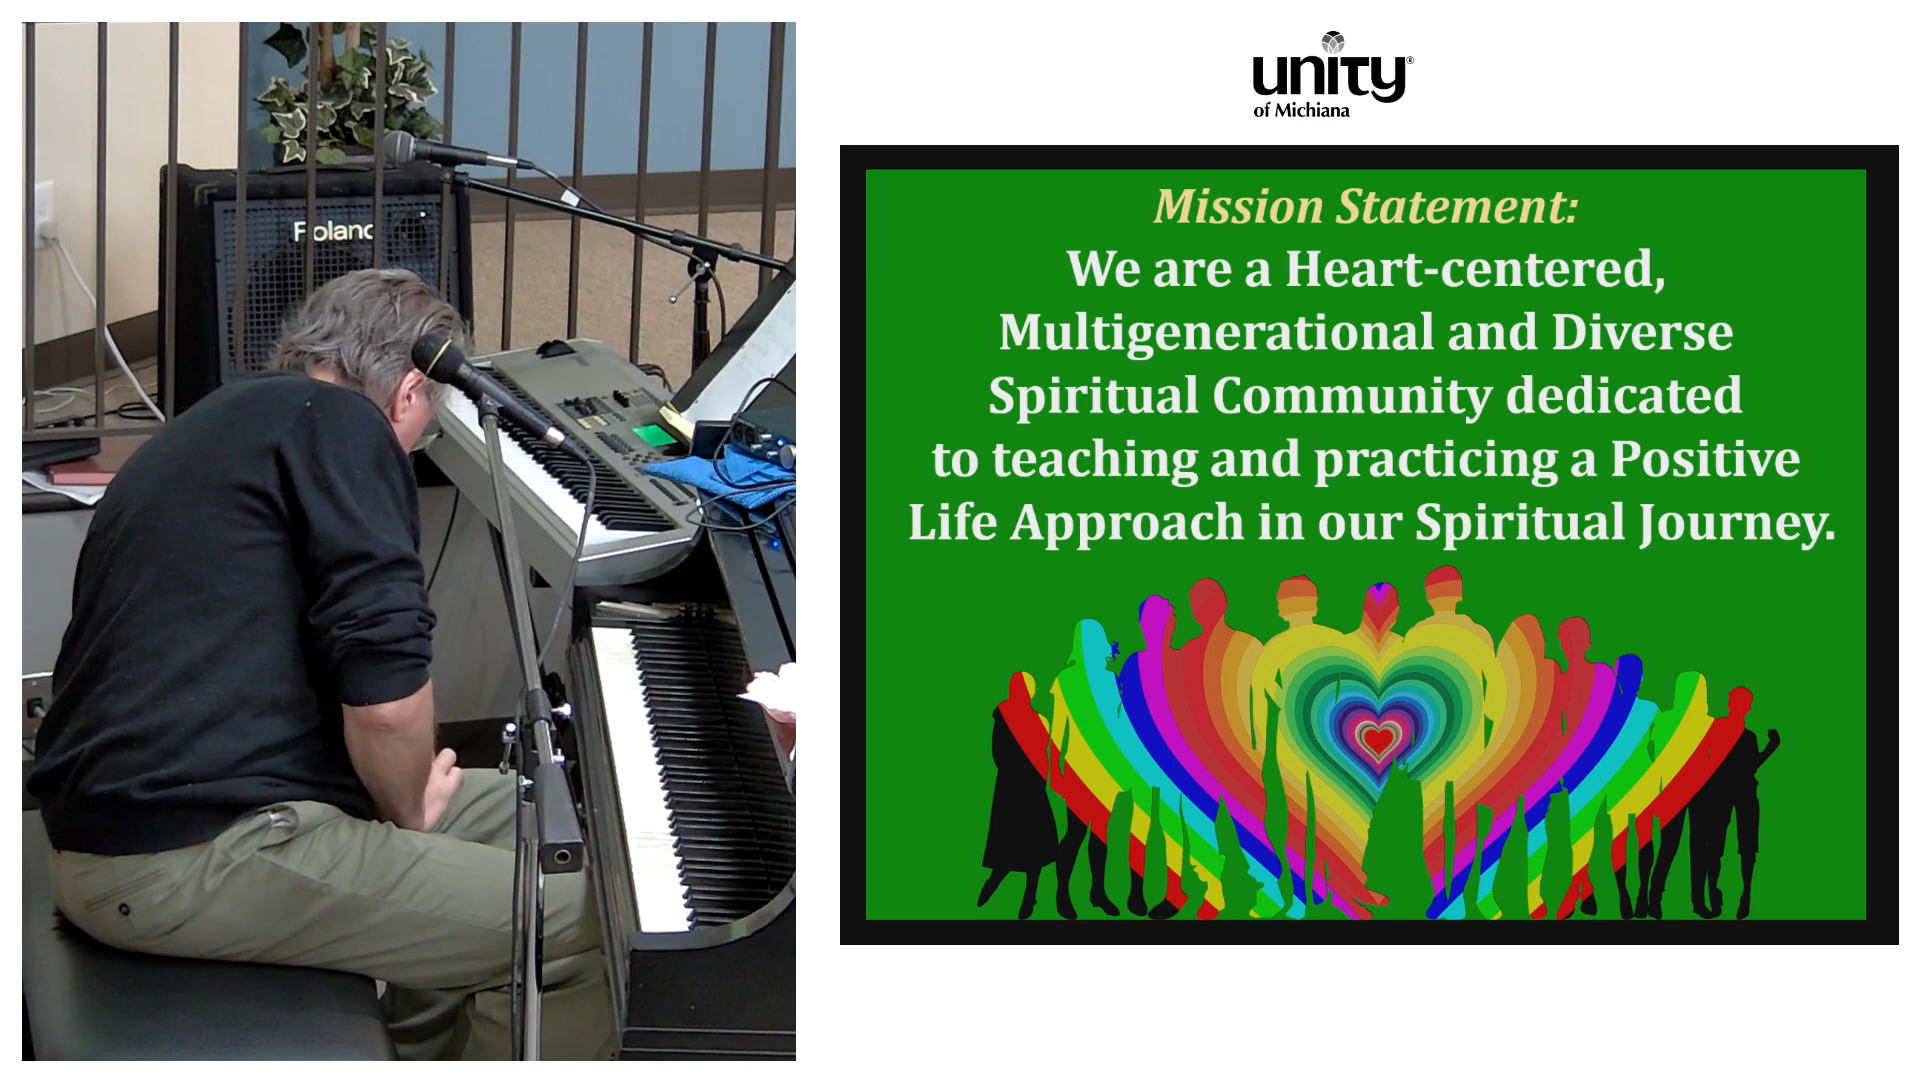 Roland
unity®
of Michiana
Mission Statement:
We are a Heart-centered,
Multigenerational and Diverse
Spiritual Community dedicated
to teaching and practicing a Positive
Life Approach in our Spiritual Journey.